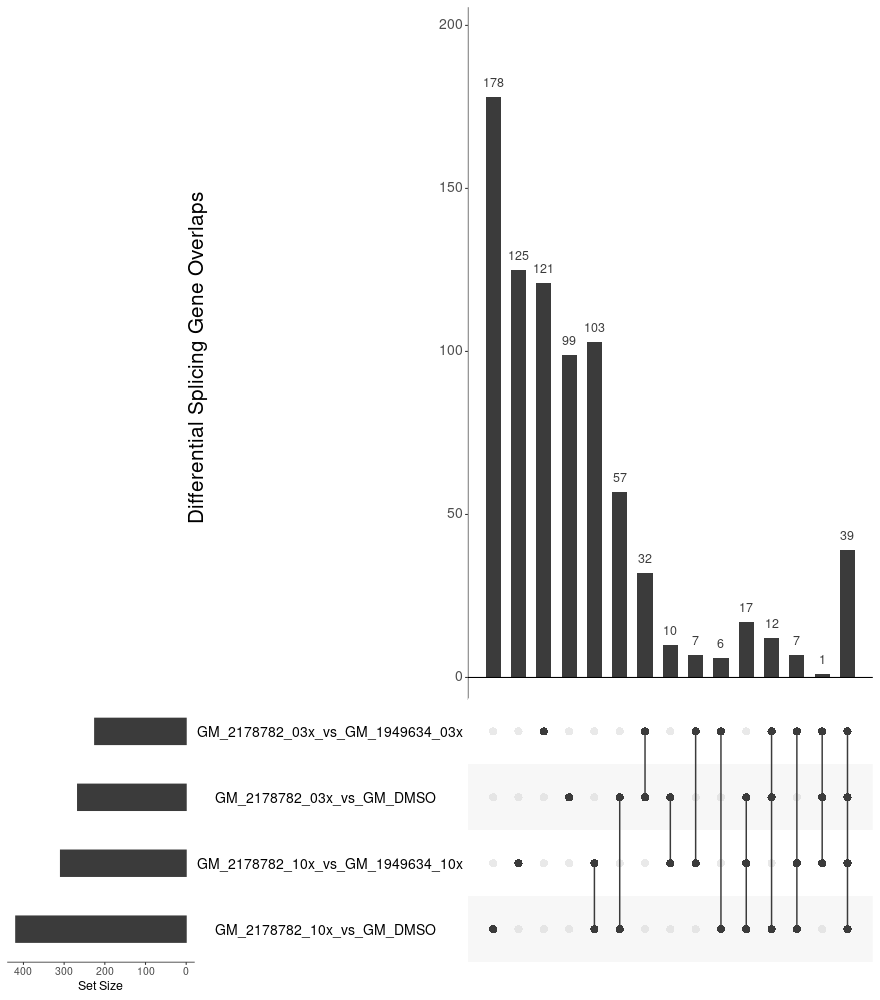 200
178
150
125
121
103
99
100
57
50
39
32
17
12
10
7
6
7
1
0
Differential Splicing Gene Overlaps
GM_2178782_03x_vs_GM_1949634_03x
GM_2178782_03x_vs_GM_DMSO
GM_2178782_10x_vs_GM_1949634_10x
GM_2178782_10x_vs_GM_DMSO
400 300 200 100 0
Set Size